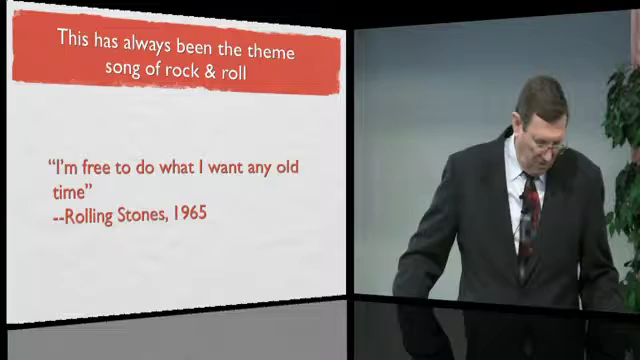 This has always been the theme
song of rock & roll
“I'm free to do what I want any old
time”
--Rolling Stones, 1965